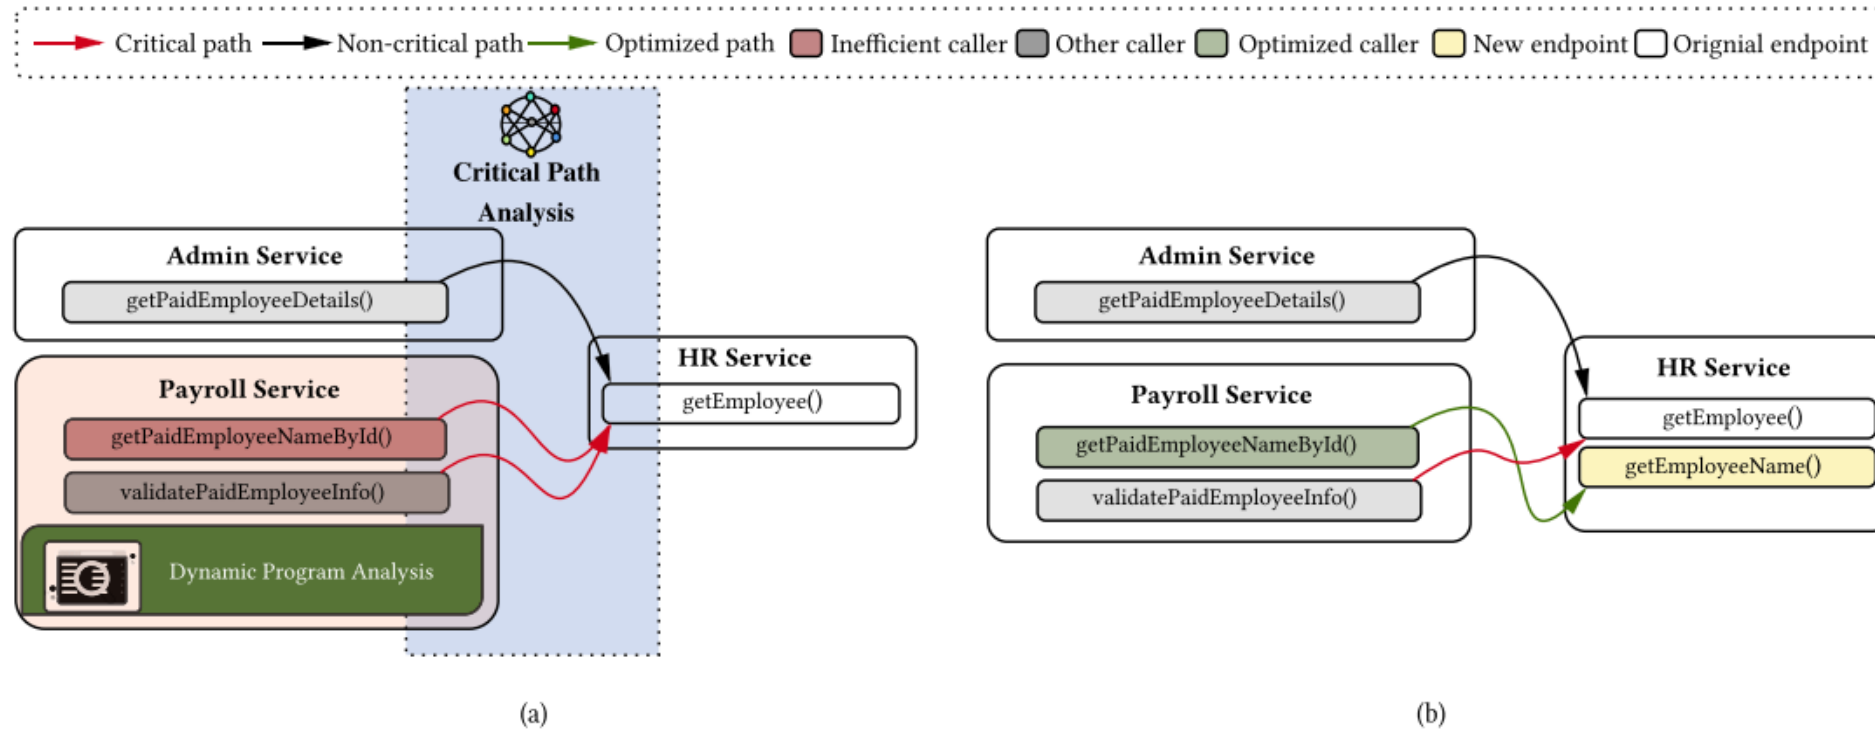 Critical path Non-critical path Optimized path Inefficient caller Other caller Optimized caller New endpoint Orignial endpoint
Critical Path
Analysis
Admin Service
getPaidEmployeeDetails()
Payroll Service
getPaidEmployeeNameById()
validatePaidEmployeeInfo()
Dynamic Program Analysis
HR Service
getEmployee()
(a)
Admin Service
getPaidEmployeeDetails()
Payroll Service
getPaidEmployeeNameById()
validatePaidEmployeeInfo()
HR Service
getEmployee()
getEmployeeName()
(b)